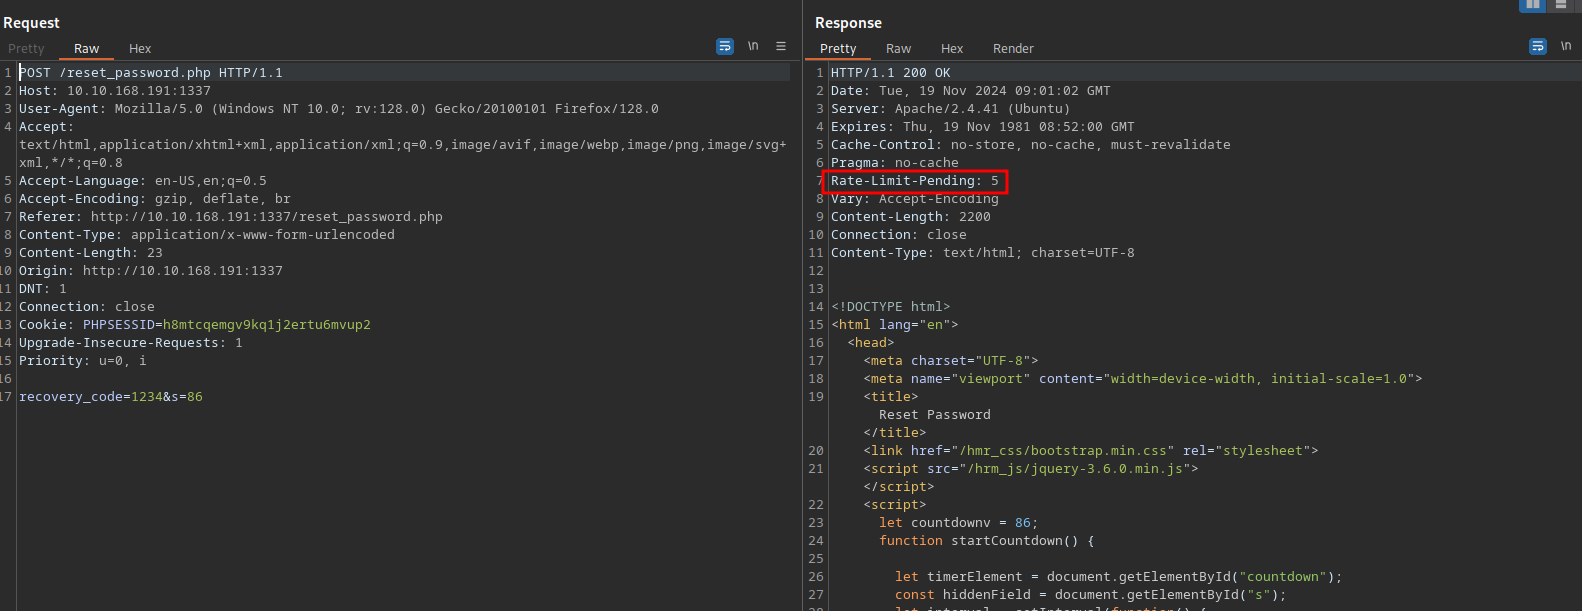 Request
Pretty Raw Hex
\n
1 POST /reset_password.php HTTP/1.1
2 Host: 10.10.168.191:1337
3 User-Agent: Mozilla/5.0 (Windows NT 10.0; rv:128.0) Gecko/20100101 Firefox/128.0
4 Accept:
text/html,application/xhtml+xml,application/xml;q=0.9,image/avif,image/webp,image/png,image/svg+
xml,*/*;q=0.8
5 Accept-Language: en-US,en;q=0.5
6 Accept-Encoding: gzip, deflate, br
7 Referer: http://10.10.168.191:1337/reset_password.php
8 Content-Type: application/x-www-form-urlencoded
9 Content-Length: 23
10 Origin: http://10.10.168.191:1337
11 DNT: 1
12 Connection: close
13 Cookie: PHPSESSID=h8mtcqemgv9kq1j2ertu6mvup2
14 Upgrade-Insecure-Requests: 1
15 Priority: u=0, i
16
17 recovery_code=1234&s=86
Response
Pretty Raw Hex Render
\n
1 HTTP/1.1 200 OK
2 Date: Tue, 19 Nov 2024 09:01:02 GMT
3 Server: Apache/2.4.41 (Ubuntu)
4 Expires: Thu, 19 Nov 1981 08:52:00 GMT
5 Cache-Control: no-store, no-cache, must-revalidate
6 Pragma: no-cache
7 Rate-Limit-Pending: 5
8 Vary: Accept-Encoding
9 Content-Length: 2200
10 Connection: close
11 Content-Type: text/html; charset=UTF-8
12
13
14 <!DOCTYPE html>
15 <html lang="en">
16 <head>
17 <meta charset="UTF-8">
18 <meta name="viewport" content="width=device-width, initial-scale=1.0">
19 <title>
Reset Password
</title>
20 <link href="/hmr_css/bootstrap.min.css" rel="stylesheet">
21 <script src="/hrm_js/jquery-3.6.0.min.js">
</script>
22 <script>
23 let countdownv = 86;
24 function startCountdown() {
25
26 let timerElement = document.getElementById("countdown");
27 const hiddenField = document.getElementById("s");
28 let interval = setInterval(function() {